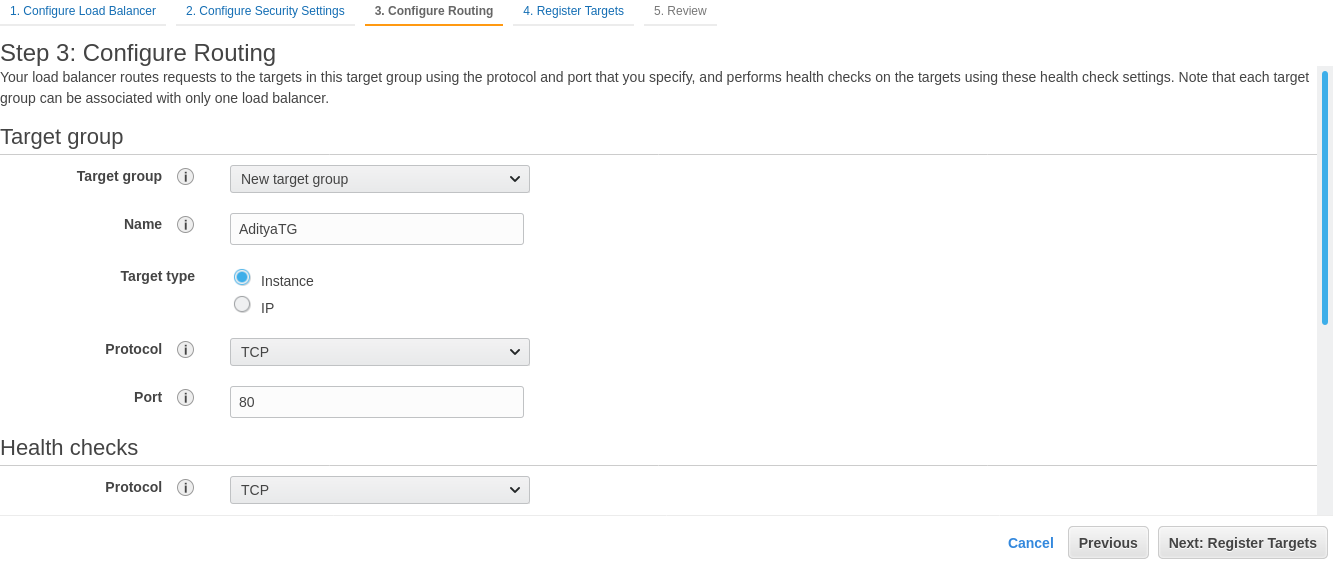 1. Configure Load Balancer 2. Configure Security Settings 3. Configure Routing 4. Register Targets 5. Review
Step 3: Configure Routing
Your load balancer routes requests to the targets in this target group using the protocol and port that you specify, and performs health checks on the targets using these health check settings. Note that each target
group can be associated with only one load balancer.
Target group
Target group i New target group
Name i AdityaTG
Target type Instance
IP
Protocol i TCP
Port i 80
Health checks
Protocol i TCP
Cancel Previous Next: Register Targets